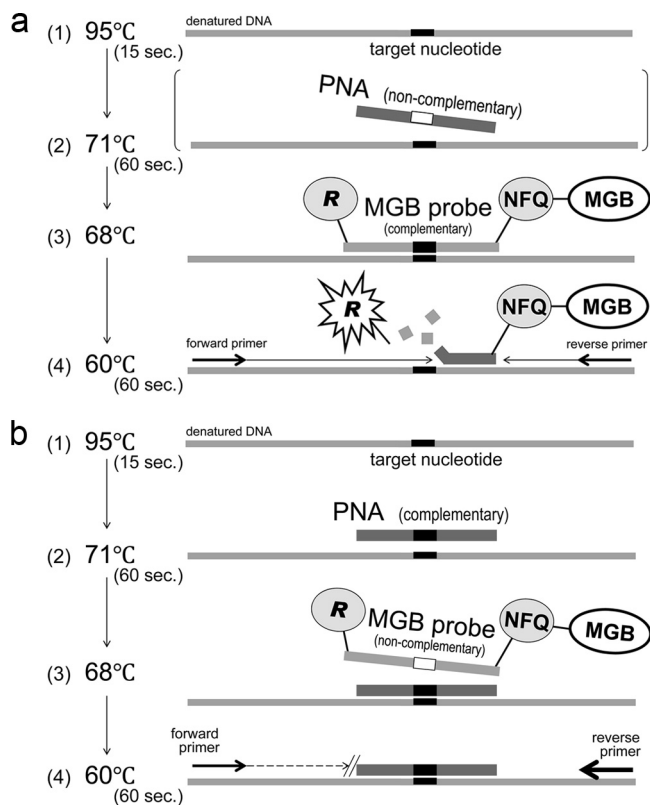 a
(1) 95℃ (15 sec.)
denatured DNA
target nucleotide
PNA (non-complementary)
(2) 71℃ (60 sec.)
R NFQ MGB
MGB probe
(complementary)
(3) 68℃
R NFQ MGB
forward primer reverse primer
(4) 60℃ (60 sec.)
b
(1) 95℃ (15 sec.)
denatured DNA
target nucleotide
PNA (complementary)
(2) 71℃ (60 sec.)
R NFQ MGB
MGB probe
(non-complementary)
(3) 68℃
forward
primer
reverse
primer
(4) 60℃
(60 sec.)